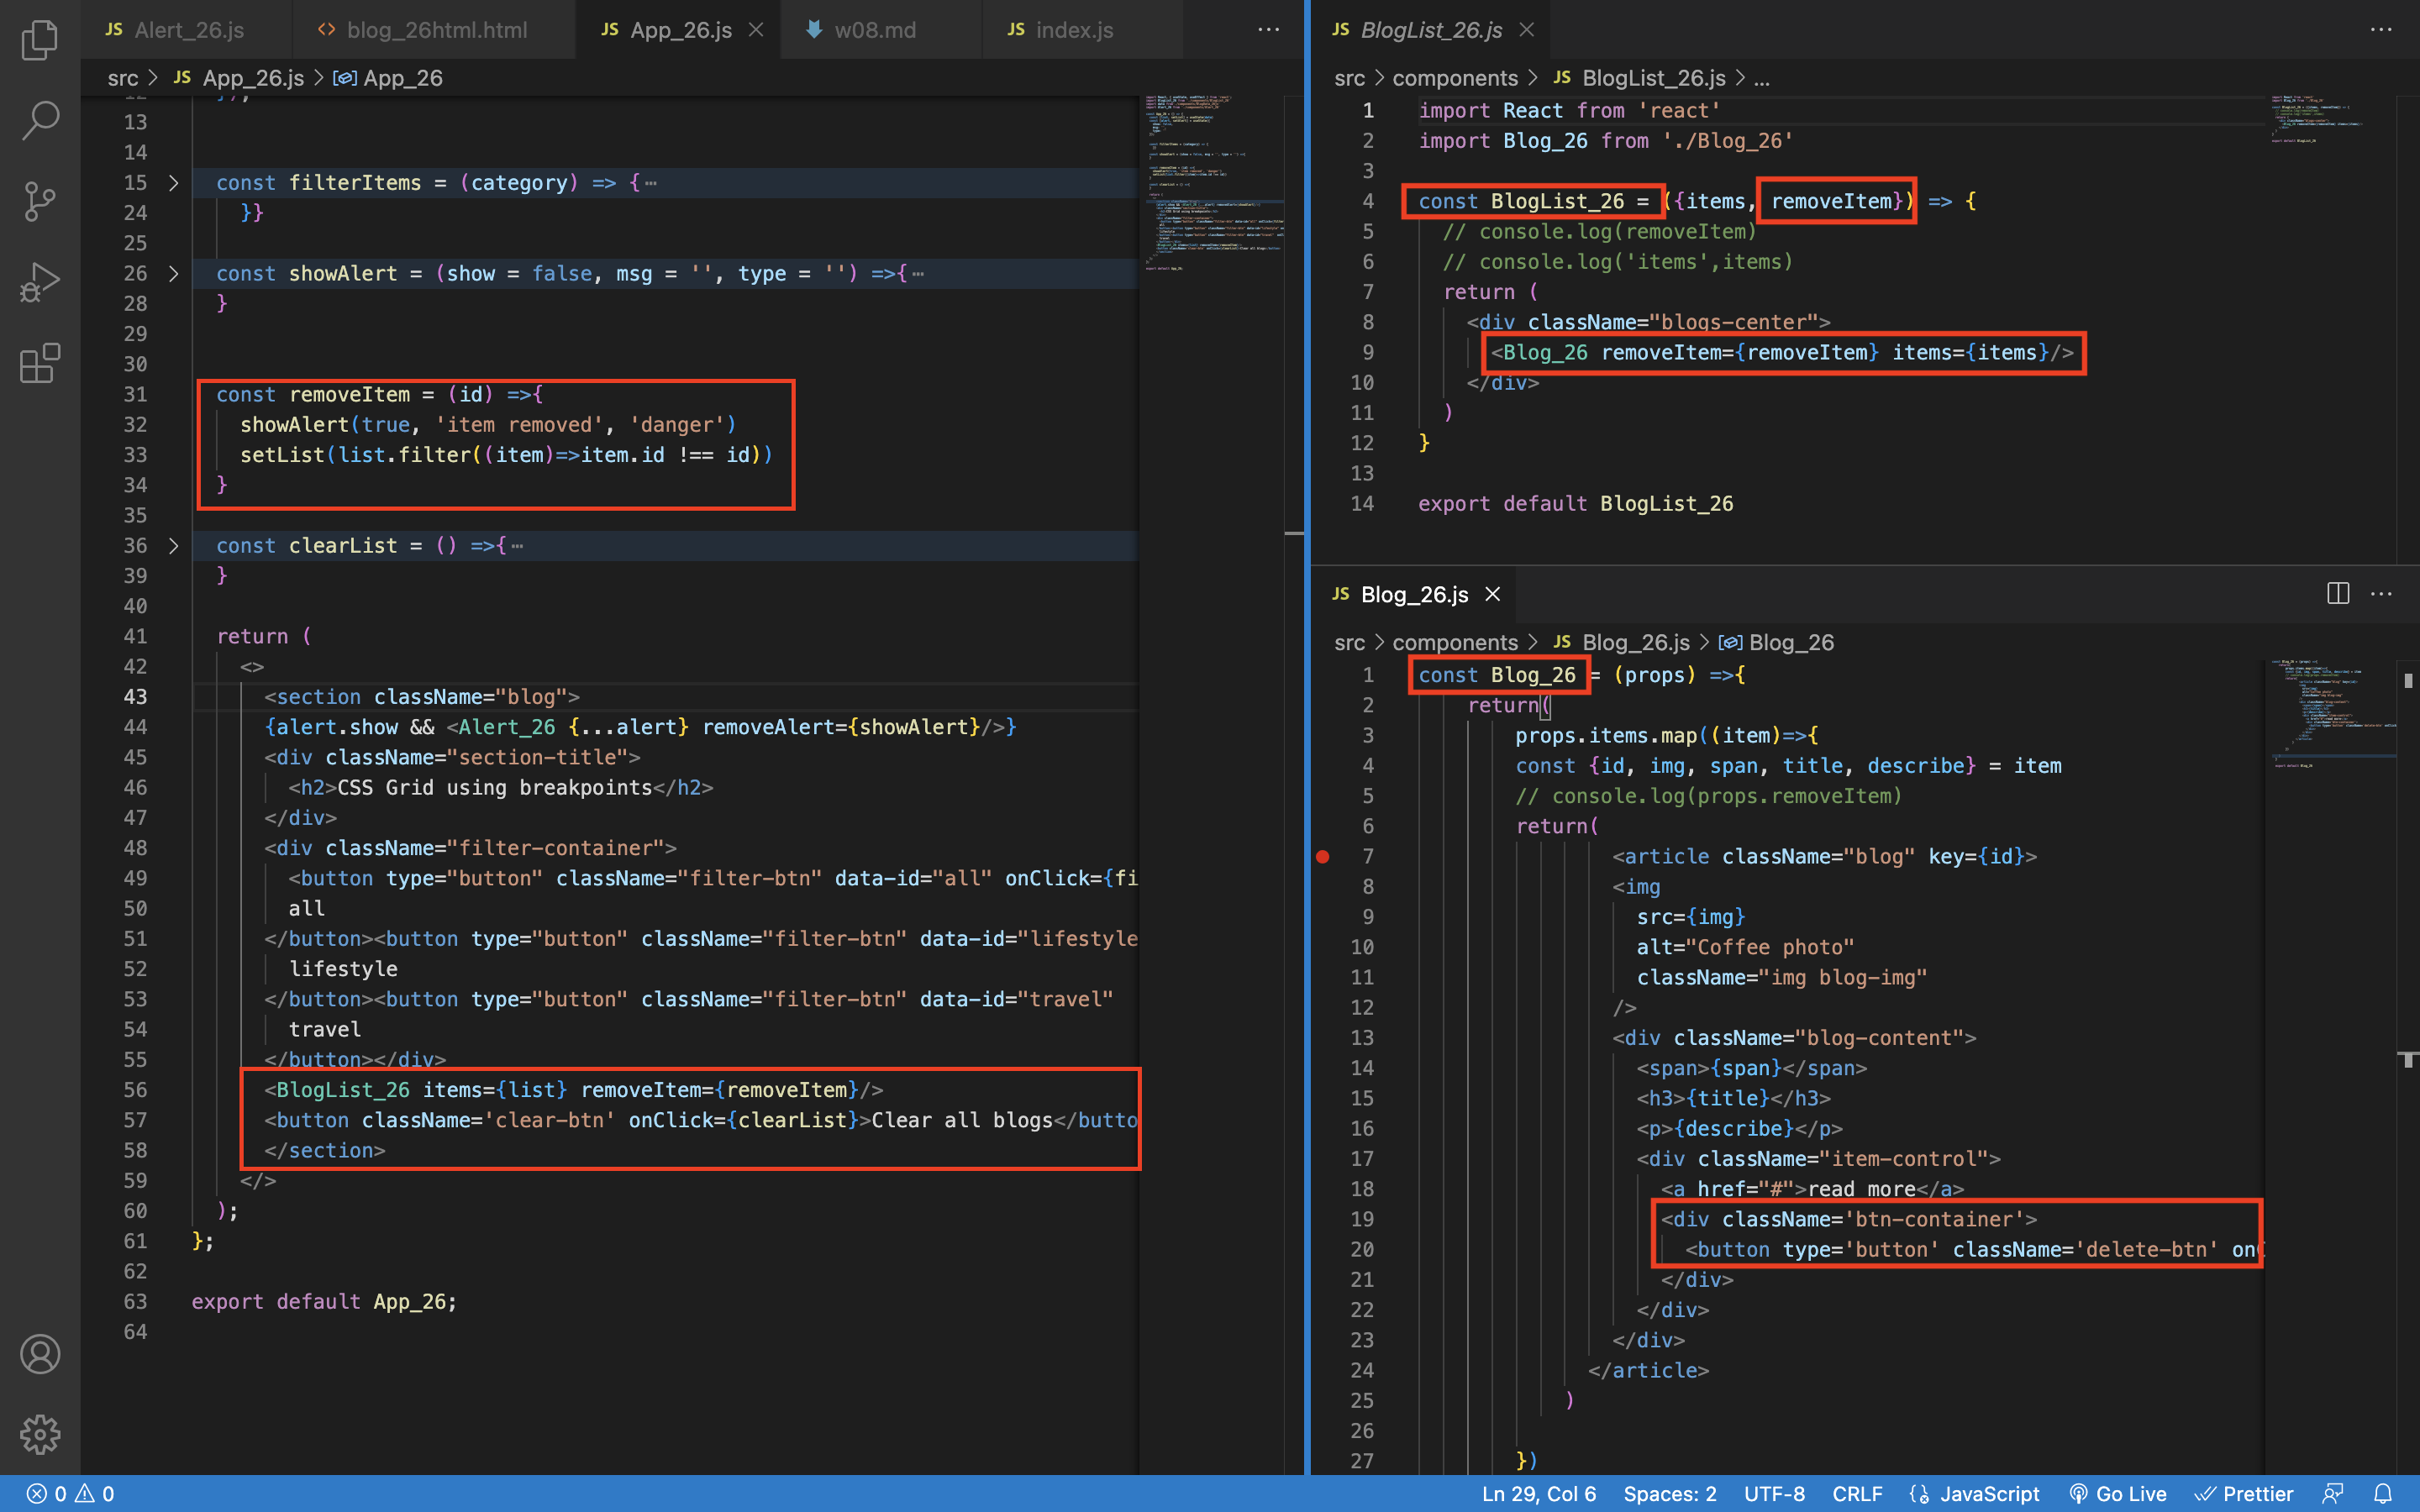 JS Alert_26.js
<> blog_26html.html
JS App_26.js
w08.md
JS index.js
src > JS App_26.js > App_26
13
14
15 const filterItems = (category) => {
24 }}
25
26 const showAlert = (show = false, msg = '', type = '') =>{
28 }
29
30
31 const removeItem = (id) =>{
32 showAlert(true, 'item removed', 'danger')
33 setList(list.filter((item)=>item.id !== id))
34 }
35
36 const clearList = () =>{
39 }
40
41 return (
42 <>
43 <section className="blog">
44 {alert.show && <Alert_26 {...alert} removeAlert={showAlert}/>}
45 <div className="section-title">
46 <h2>CSS Grid using breakpoints</h2>
47 </div>
48 <div className="filter-container">
49 <button type="button" className="filter-btn" data-id="all" onClick={fi
50 all
51 </button><button type="button" className="filter-btn" data-id="lifestyle
52 lifestyle
53 </button><button type="button" className="filter-btn" data-id="travel"
54 travel
55 </button></div>
56 <BlogList_26 items={list} removeItem={removeItem}/>
57 <button className='clear-btn' onClick={clearList}>Clear all blogs</butto
58 </section>
59 </>
60 );
61 };
62
63 export default App_26;
64
JS BlogList_26.js
src > components > JS BlogList_26.js > ...
1 import React from 'react'
2 import Blog_26 from './Blog_26'
3
4 const BlogList_26 = ({items, removeItem}) => {
5 // console.log(removeItem)
6 // console.log('items',items)
7 return (
8 <div className="blogs-center">
9 <Blog_26 removeItem={removeItem} items={items}/>
10 </div>
11 )
12 }
13
14 export default BlogList_26
JS Blog_26.js
src > components > JS Blog_26.js > Blog_26
1 const Blog_26 = (props) =>{
2 return(
3 props.items.map((item)=>{
4 const {id, img, span, title, describe} = item
5 // console.log(props.removeItem)
6 return(
7 <article className="blog" key={id}>
8 <img
9 src={img}
10 alt="Coffee photo"
11 className="img blog-img"
12 />
13 <div className="blog-content">
14 <span>{span}</span>
15 <h3>{title}</h3>
16 <p>{describe}</p>
17 <div className="item-control">
18 <a href="#">read more</a>
19 <div className='btn-container'>
20 <button type='button' className='delete-btn' on
21 </div>
22 </div>
23 </div>
24 </article>
25 )
26
27 })
0 0
Ln 29, Col 6 Spaces: 2 UTF-8 CRLF JavaScript Go Live Prettier